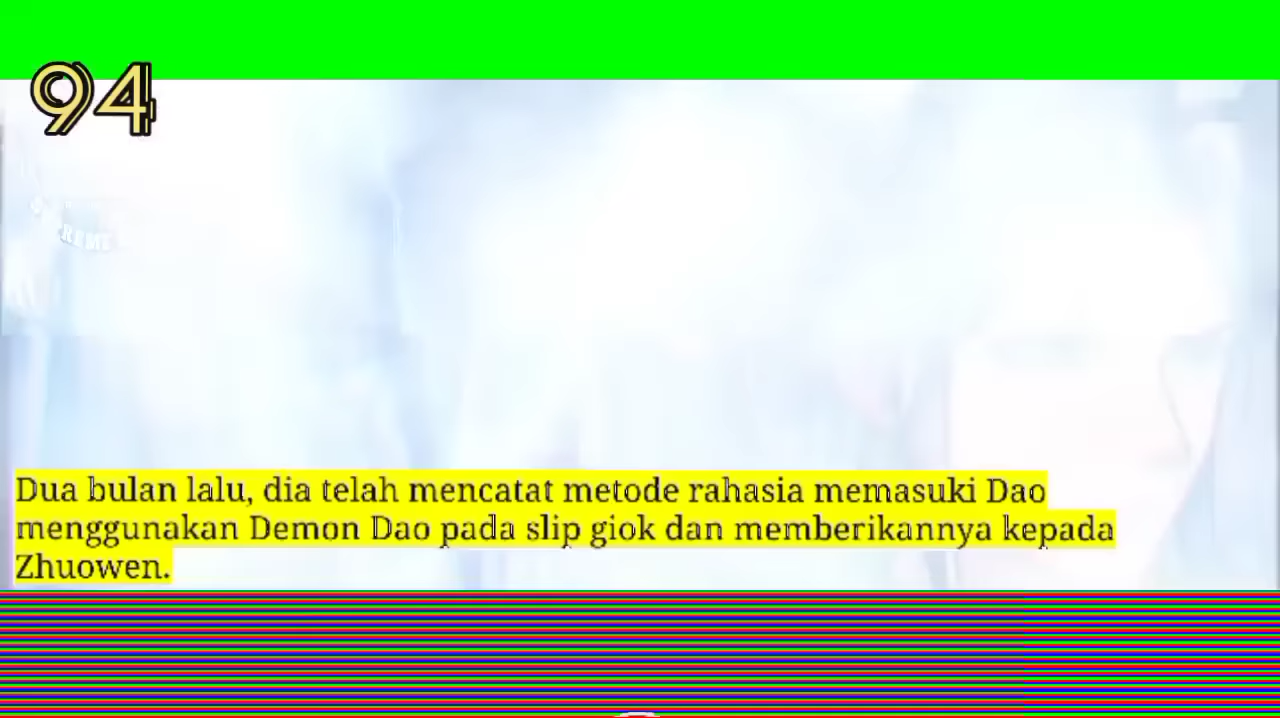 94
Dua bulan lalu, dia telah mencatat metode rahasia memasuki Dao
menggunakan Demon Dao pada slip giok dan memberikannya kepada
Zhuowen.